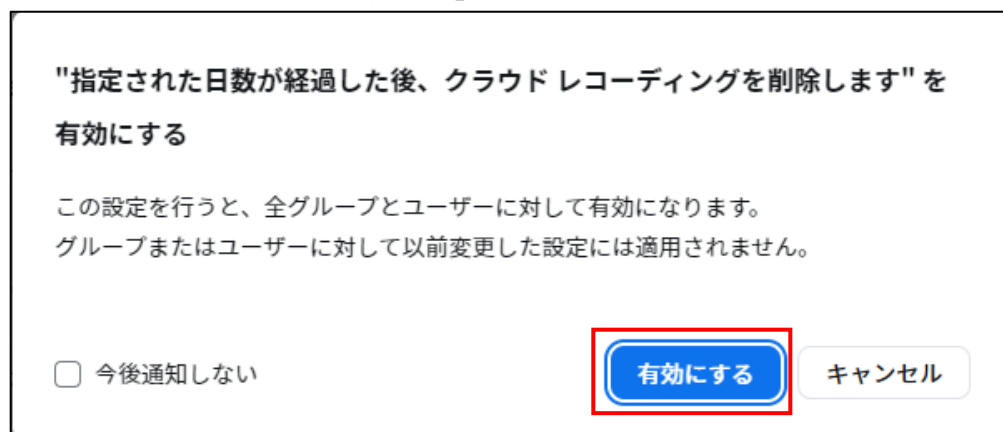 "指定された日数が経過した後、クラウド レコーディングを削除します" を
有効にする
この設定を行うと、全グループとユーザーに対して有効になります。
グループまたはユーザーに対して以前変更した設定には適用されません。
今後通知しない
有効にする
キャンセル